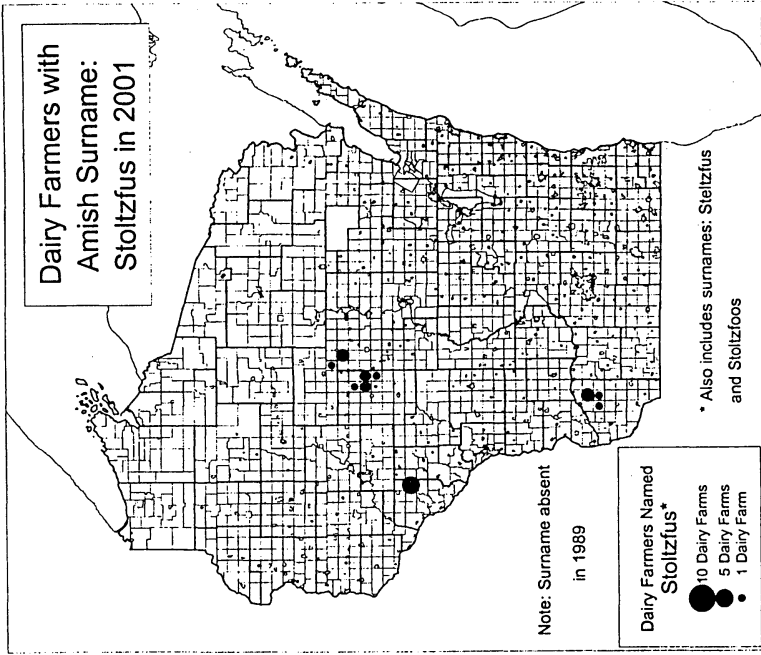 Dairy Farmers with
Amish Surname:
Stoltzfus in 2001
Note: Surname absent
in 1989
* Also includes surnames: Steltzfus
and Stoltzfoos
Dairy Farmers Named
Stoltzfus*
10 Dairy Farms
5 Dairy Farms
1 Dairy Farm